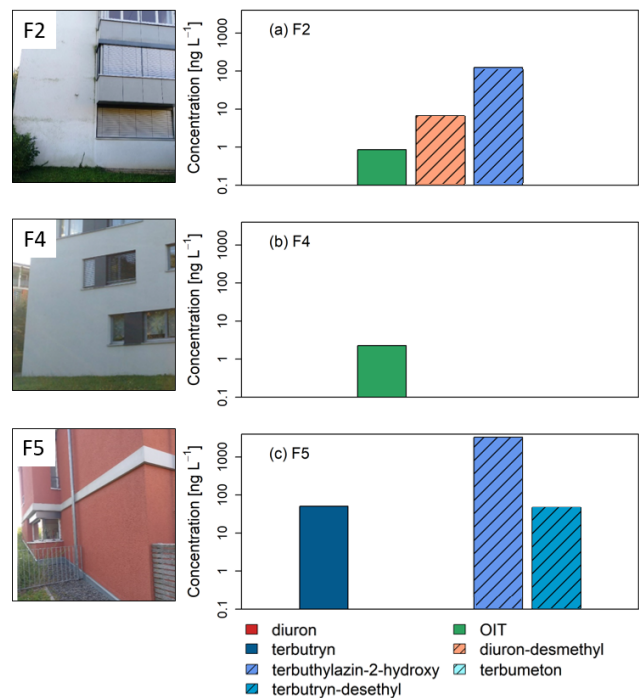 F2
(a) F2
Concentration [ng L⁻¹]
1000
100
10
1
0.1
F4
(b) F4
Concentration [ng L⁻¹]
1000
100
10
1
0.1
F5
(c) F5
Concentration [ng L⁻¹]
1000
100
10
1
0.1
diuron
terbutryn
terbuthylazin-2-hydroxy
terbutryn-desethyl
OIT
diuron-desmethyl
terbumeton